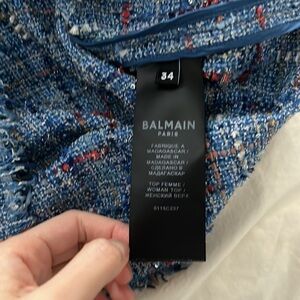 34
BALMAIN
PARIS
FABRIQUE A
MADAGASCAR /
MADE IN
MADAGASCAR /
СДЕЛАНО В
МАДАГАСКАР
TOP FEMME /
WOMAN TOP /
ЖЕНСКИЙ ВЕРХ